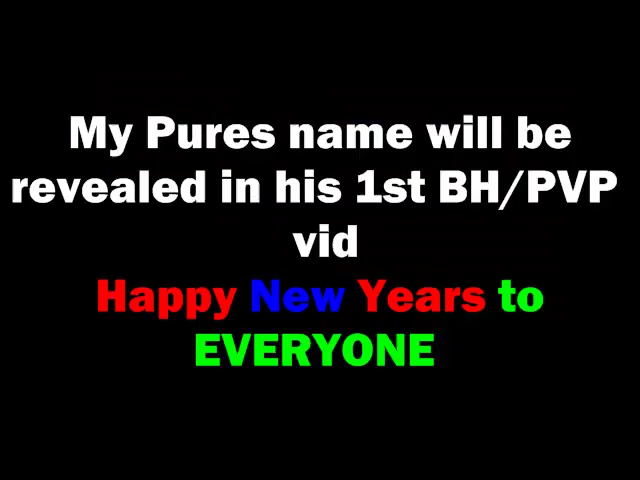 My Pures name will be
revealed in his 1st BH/PVP
vid
Happy New Years to
EVERYONE